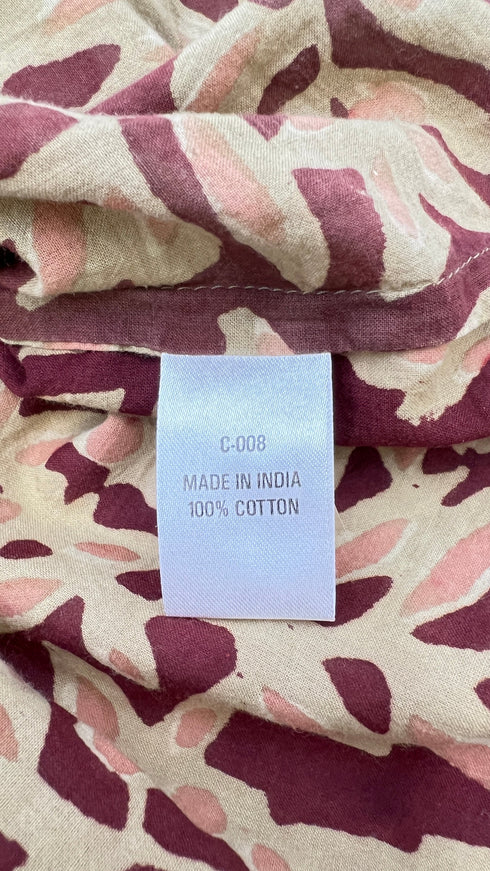 C-008
MADE IN INDIA
100% COTTON